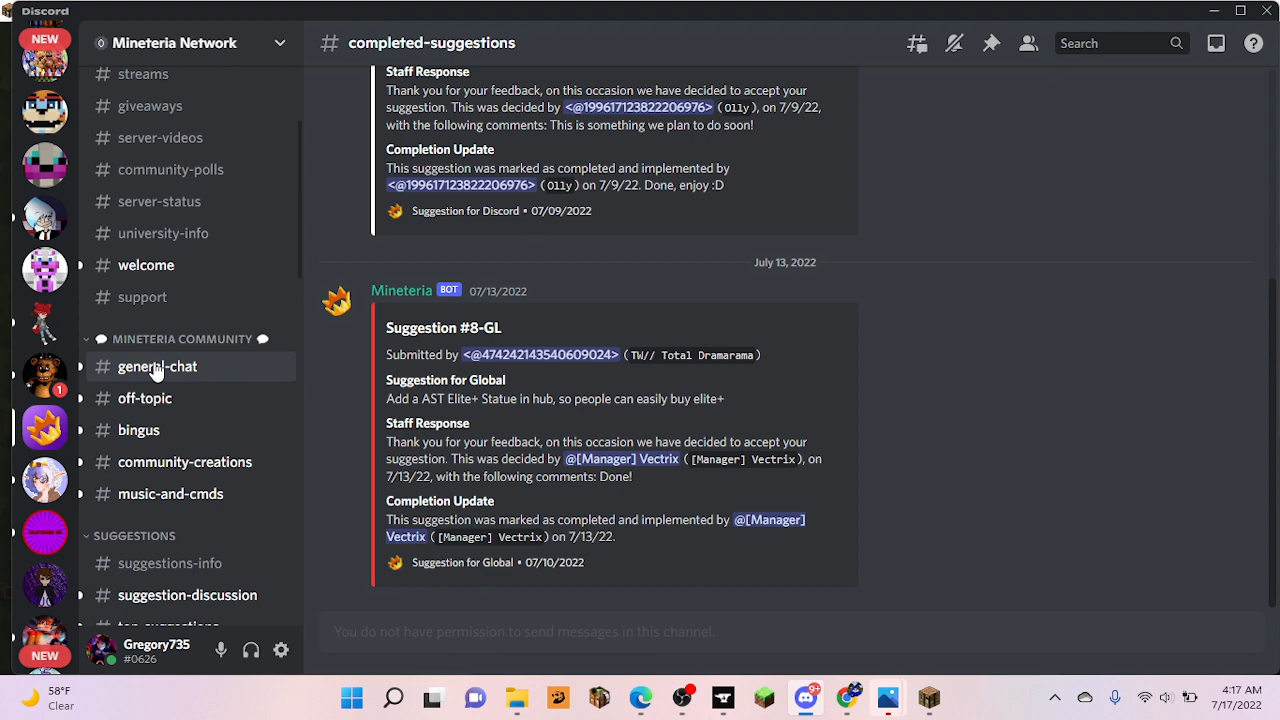 Discord
NEW
Mineteria Network
# completed-suggestions
Search
# streams
# giveaways
# server-videos
# community-polls
# server-status
# university-info
# welcome
# support
MINETERIA COMMUNITY
# general-chat
# off-topic
# bingus
# community-creations
# music-and-cmds
SUGGESTIONS
# suggestions-info
# suggestion-discussion
1
NEW
Gregory735
#0626
Staff Response
Thank you for your feedback, on this occasion we have decided to accept your
suggestion. This was decided by <@199617123822206976> (Olly) on 7/9/22,
with the following comments: This is something we plan to do soon!
Completion Update
This suggestion was marked as completed and implemented by
<@199617123822206976> (Olly) on 7/9/22. Done, enjoy :D
Suggestion for Discord • 07/09/2022
July 13, 2022
Mineteria BOT 07/13/2022
Suggestion #8-GL
Submitted by <@474242143540609024> (TW// Total Dramarama)
Suggestion for Global
Add a AST Elite+ Statue in hub, so people can easily buy elite+
Staff Response
Thank you for your feedback, on this occasion we have decided to accept your
suggestion. This was decided by @[Manager] Vectrix ([Manager] Vectrix), on
7/13/22, with the following comments: Done!
Completion Update
This suggestion was marked as completed and implemented by @[Manager]
Vectrix ([Manager] Vectrix) on 7/13/22.
Suggestion for Global • 07/10/2022
You do not have permission to send messages in this channel.
58°F
Clear
9+
4:17 AM
7/17/2022